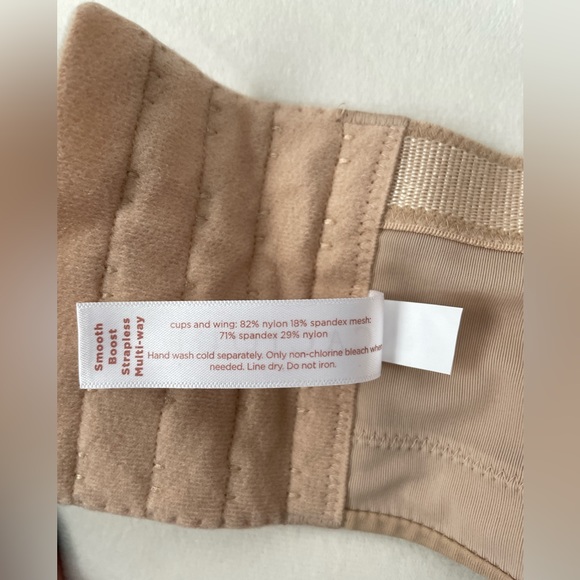 Smooth
Boost
Strapless
Multi-way
cups and wing: 82% nylon 18% spandex mesh:
71% spandex 29% nylon
Hand wash cold separately. Only non-chlorine bleach when
needed. Line dry. Do not iron.